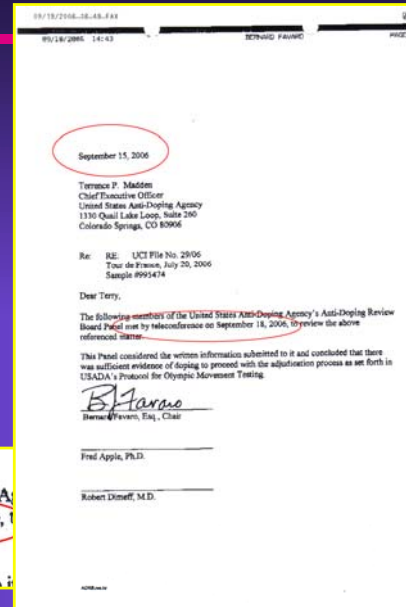 09/18/2006 14:43 BERNARD FAVARO PAGE
September 15, 2006
Terrence P. Madden
Chief Executive Officer
United States Anti-Doping Agency
1330 Quail Lake Loop, Suite 260
Colorado Springs, CO 80906
Re: RE: UCI File No. 29/06
Tour de France, July 20, 2006
Sample #995474
Dear Terry,
The following members of the United States Anti-Doping Agency's Anti-Doping Review
Board Panel met by teleconference on September 18, 2006, to review the above
referenced matter.
This Panel considered the written information submitted to it and concluded that there
was sufficient evidence of doping to proceed with the adjudication process as set forth in
USADA's Protocol for Olympic Movement Testing.
B Favaro
Bernard Favaro, Esq., Chair
Fred Apple, Ph.D.
Robert Dimeff, M.D.